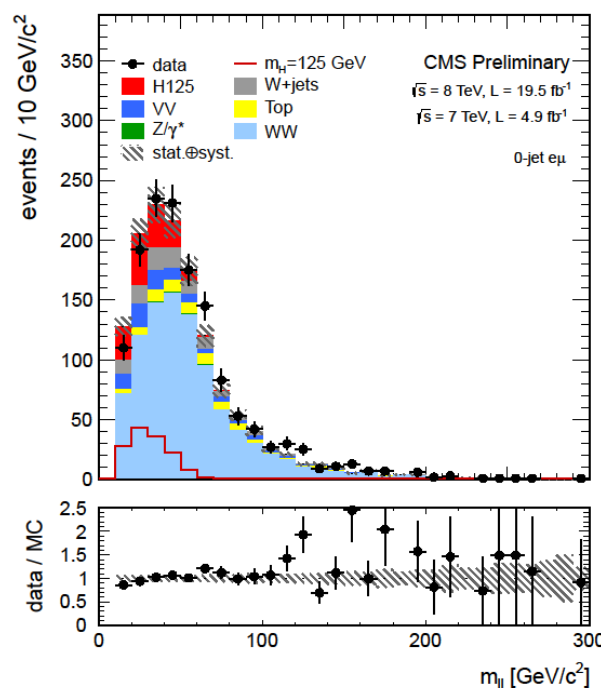 events / 10 GeV/c²
350
300
250
200
150
100
50
0
data
H125
VV
Z/γ*
stat.⊕syst.
m_H=125 GeV
W+jets
Top
WW
CMS Preliminary
√s = 8 TeV, L = 19.5 fb⁻¹
√s = 7 TeV, L = 4.9 fb⁻¹
0-jet eμ
data / MC
2.5
2
1.5
1
0.5
0
0 100 200 300
m_ll [GeV/c²]